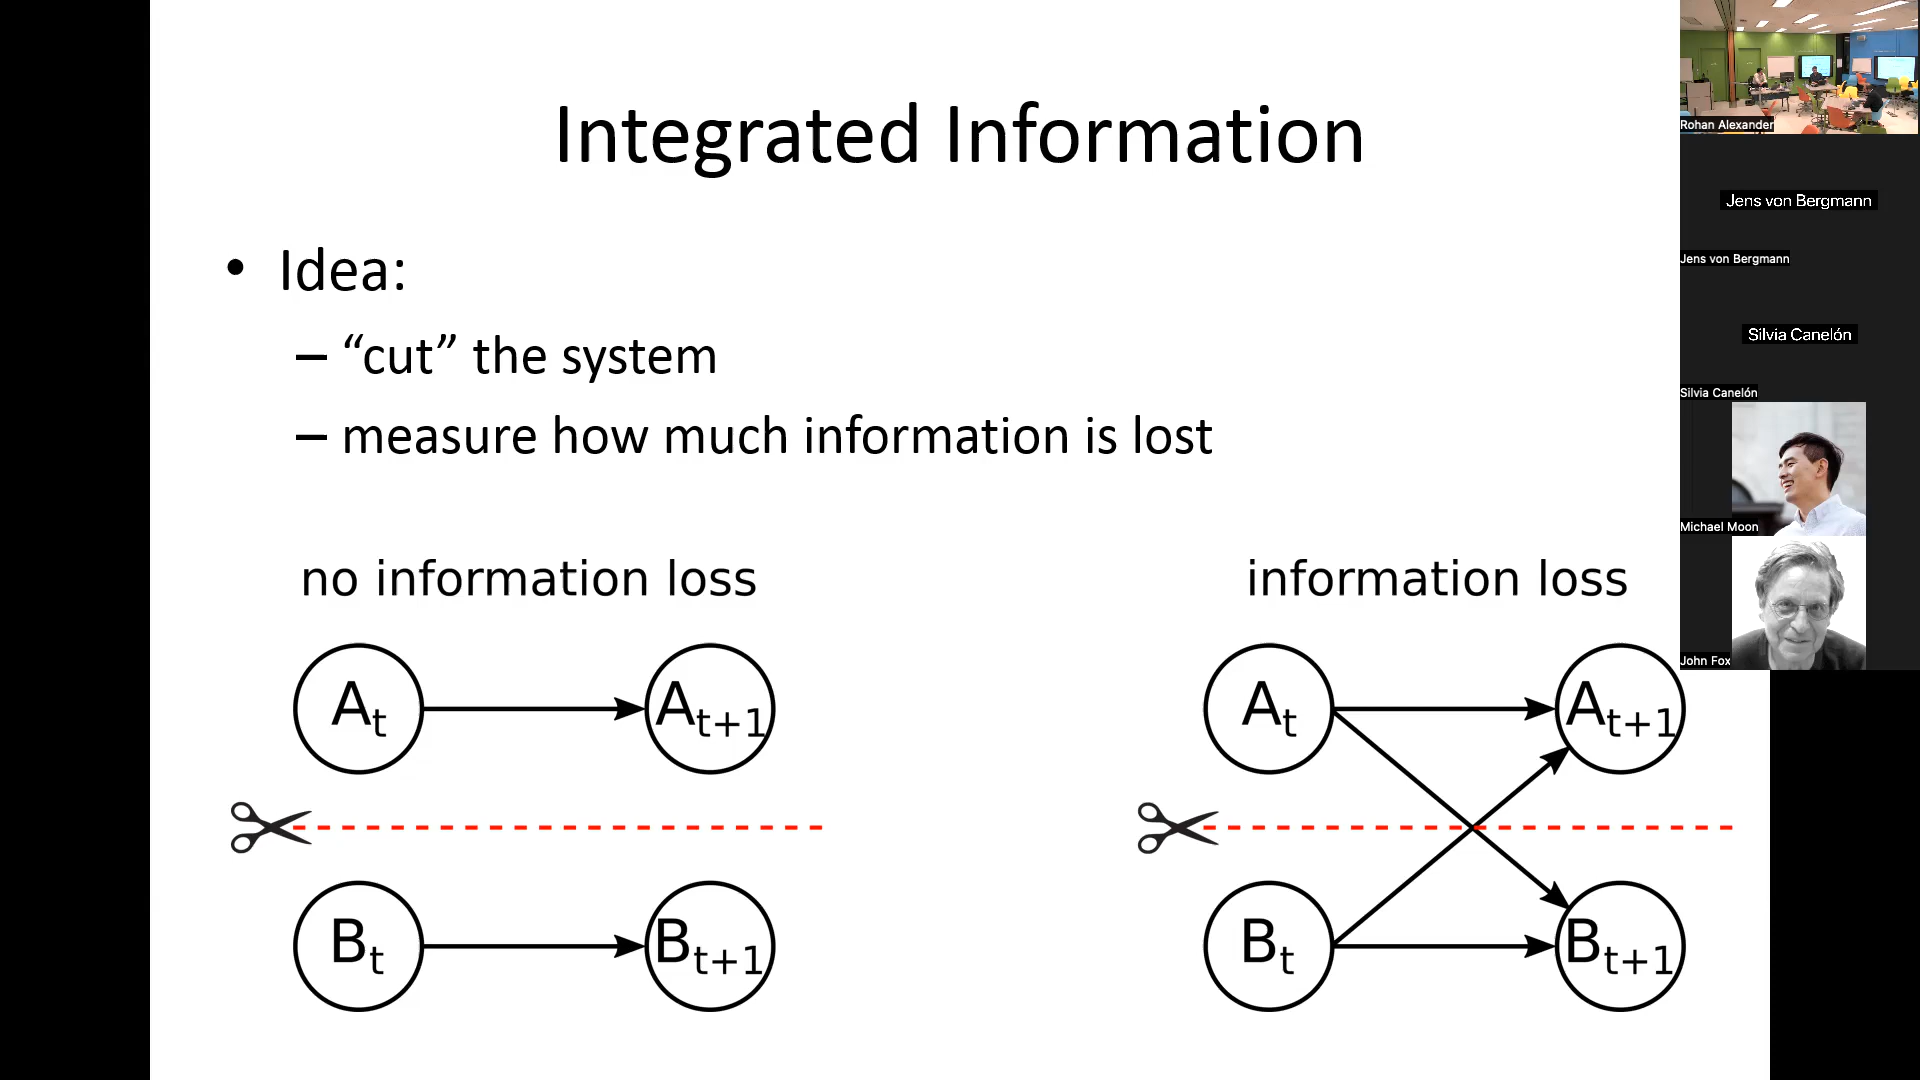 Integrated Information
• Idea:
– “cut” the system
– measure how much information is lost
no information loss
information loss
At
At+1
At
At+1
Bt
Bt+1
Bt
Bt+1
Rohan Alexander
Jens von Bergmann
Jens von Bergmann
Silvia Canelón
Silvia Canelón
Michael Moon
John Fox